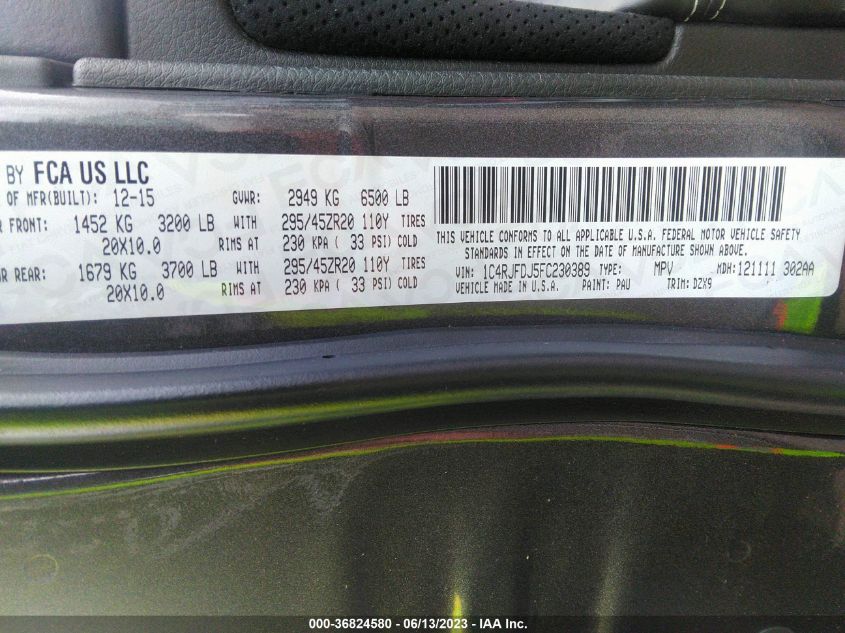 BY FCA US LLC
OF MFR(BUILT): 12-15 GVWR: 2949 KG 6500 LB
FRONT: 1452 KG 3200 LB WITH 295/45ZR20 110Y TIRES
20X10.0 RIMS AT 230 KPA ( 33 PSI) COLD
REAR: 1679 KG 3700 LB WITH 295/45ZR20 110Y TIRES
20X10.0 RIMS AT 230 KPA ( 33 PSI) COLD
THIS VEHICLE CONFORMS TO ALL APPLICABLE U.S.A. FEDERAL MOTOR VEHICLE SAFETY
STANDARDS IN EFFECT ON THE DATE OF MANUFACTURE SHOWN ABOVE.
VIN: 1C4RJFDJ5FC230389 TYPE: MPV MDH: 121111 302AA
VEHICLE MADE IN U.S.A. PAINT: PAU TRIM: DZX9
000-36824580 - 06/13/2023 - IAA Inc.